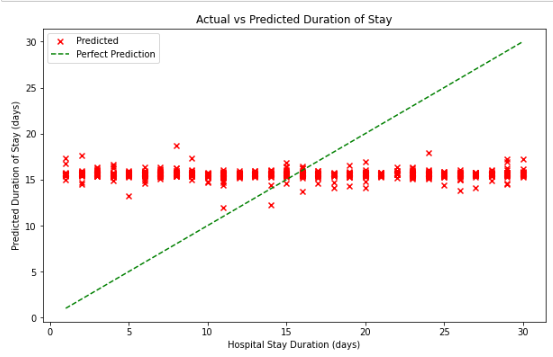 Actual vs Predicted Duration of Stay
Predicted
Perfect Prediction
30
25
20
15
10
5
0
Predicted Duration of Stay (days)
0 5 10 15 20 25 30
Hospital Stay Duration (days)